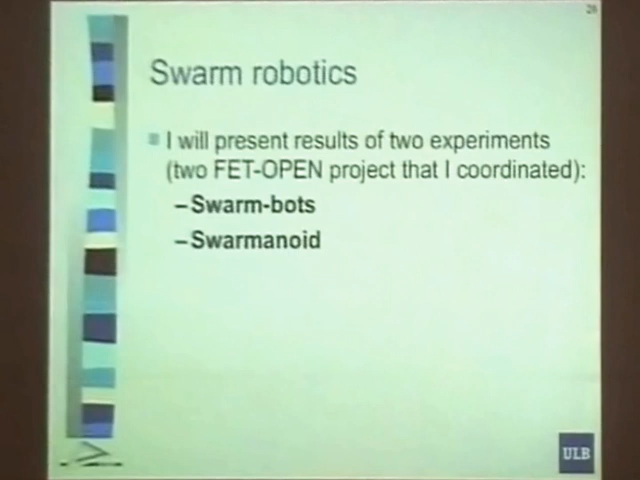 Swarm robotics
I will present results of two experiments
(two FET-OPEN project that I coordinated):
–Swarm-bots
–Swarmanoid
ULB